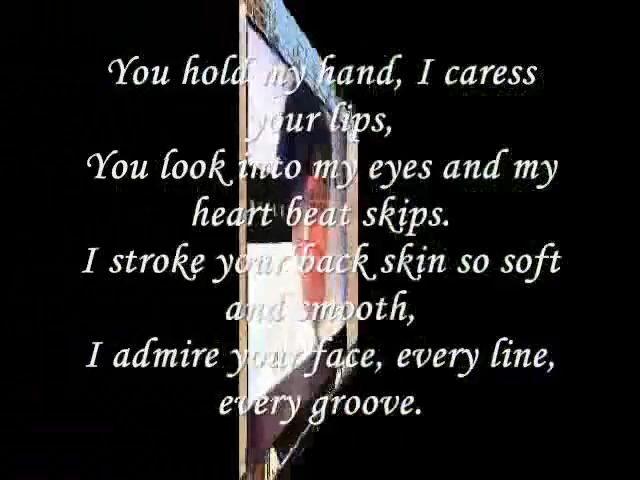 You hold my hand, I caress
your lips,
You look into my eyes and my
heart beat skips.
I stroke your back skin so soft
and smooth,
I admire your face, every line,
every groove.